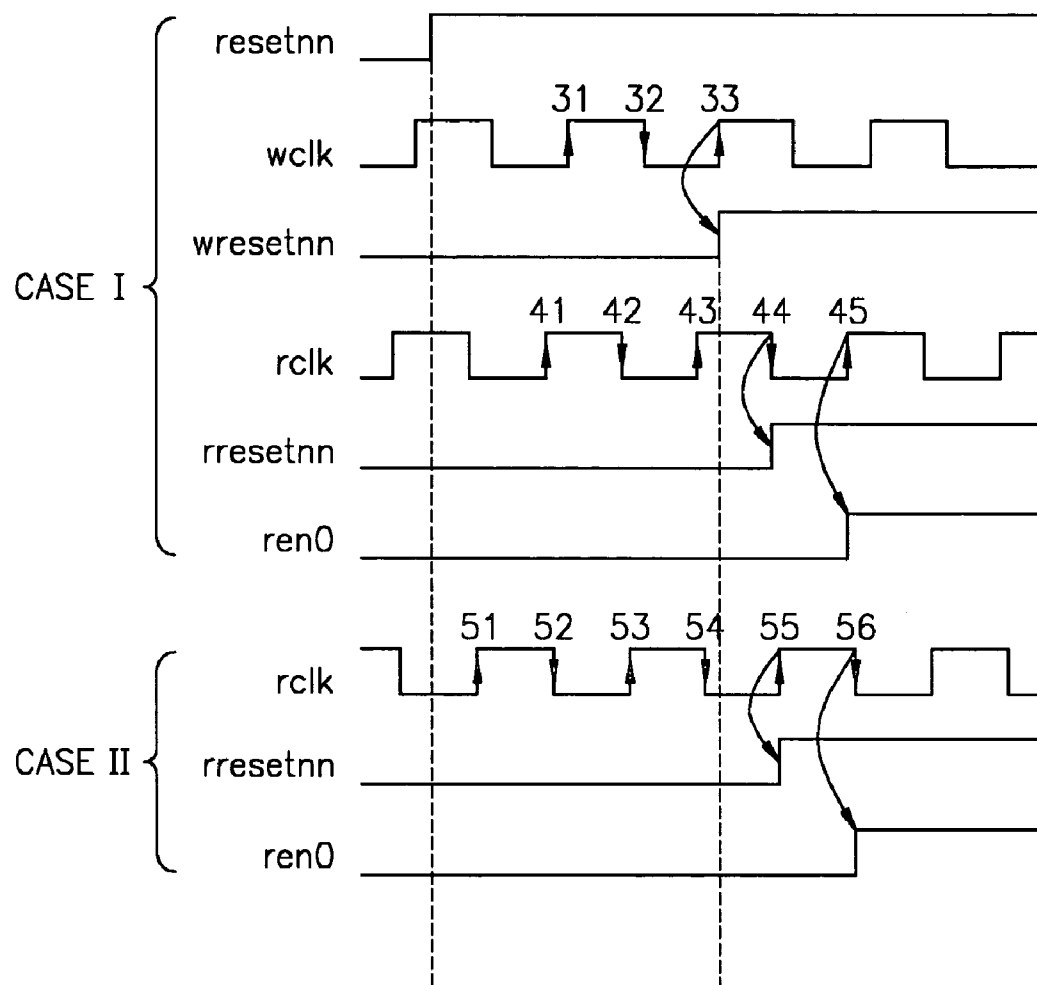 resetnn
31 32 33
wclk
wresetnn
CASE I
41 42 43 44 45
rclk
rresetnn
ren0
51 52 53 54 55 56
rclk
CASE II
rresetnn
ren0